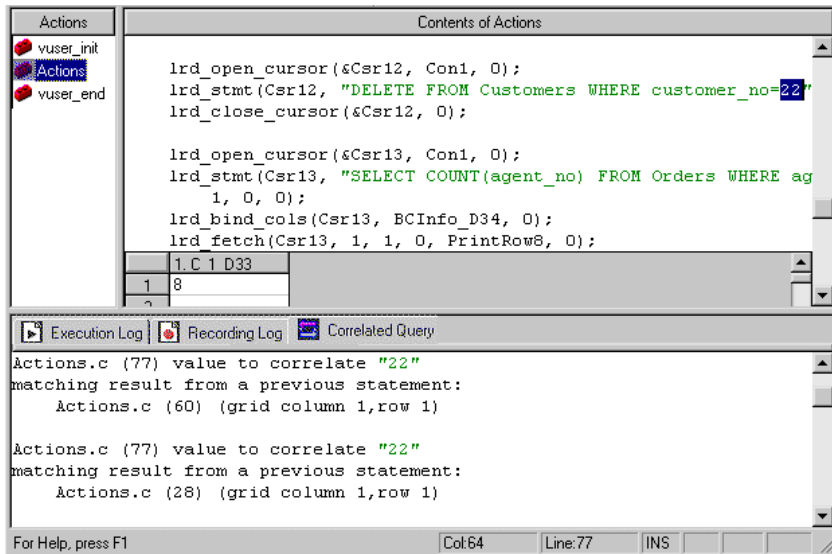 Actions
Contents of Actions
vuser_init
Actions
vuser_end
lrd_open_cursor(&Csr12, Con1, 0);
lrd_stmt(Csr12, "DELETE FROM Customers WHERE customer_no=22"
lrd_close_cursor(&Csr12, 0);
lrd_open_cursor(&Csr13, Con1, 0);
lrd_stmt(Csr13, "SELECT COUNT(agent_no) FROM Orders WHERE ag
1, 0, 0);
lrd_bind_cols(Csr13, BCInfo_D34, 0);
lrd_fetch(Csr13, 1, 1, 0, PrintRow8, 0);
1. C 1 D33
1 8
Execution Log Recording Log Correlated Query
Actions.c (77) value to correlate "22"
matching result from a previous statement:
Actions.c (60) (grid column 1,row 1)
Actions.c (77) value to correlate "22"
matching result from a previous statement:
Actions.c (28) (grid column 1,row 1)
For Help, press F1 Col:64 Line:77 INS